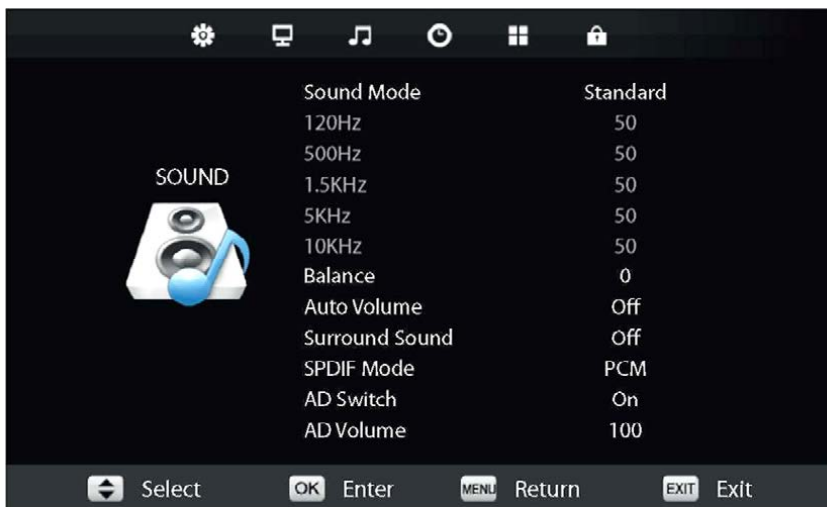 Sound Mode Standard
120Hz 50
500Hz 50
SOUND
1.5KHz 50
5KHz 50
10KHz 50
Balance 0
Auto Volume Off
Surround Sound Off
SPDIF Mode PCM
AD Switch On
AD Volume 100
Select OK Enter MENU Return EXIT Exit